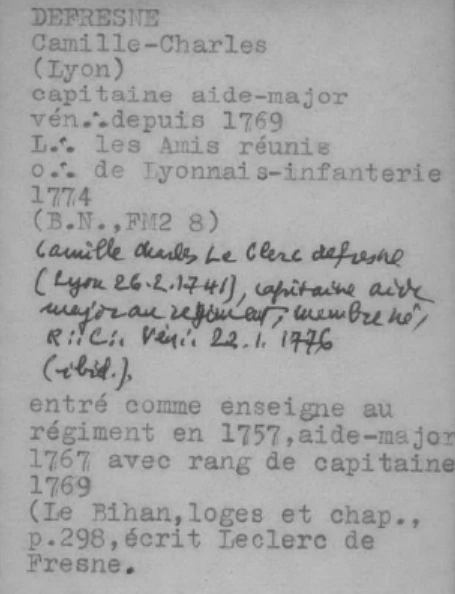 DEFRESNE
Camille-Charles
(Lyon)
capitaine aide-major
vén∴depuis 1769
L∴ les Amis réunis
o∴ de Lyonnais-infanterie
1774
(B.N.,FM2 8)
Camille charles Le Clerc defresne
(Lyon 26.2.1741), capitaine aide
major au régiment, membre né,
R∷C∷ Vén∴ 22.1.1776
(ibid.),
entré comme enseigne au
régiment en 1757,aide-major
1767 avec rang de capitaine
1769
(Le Bihan,loges et chap.,
p.298,écrit Leclerc de
Fresne.